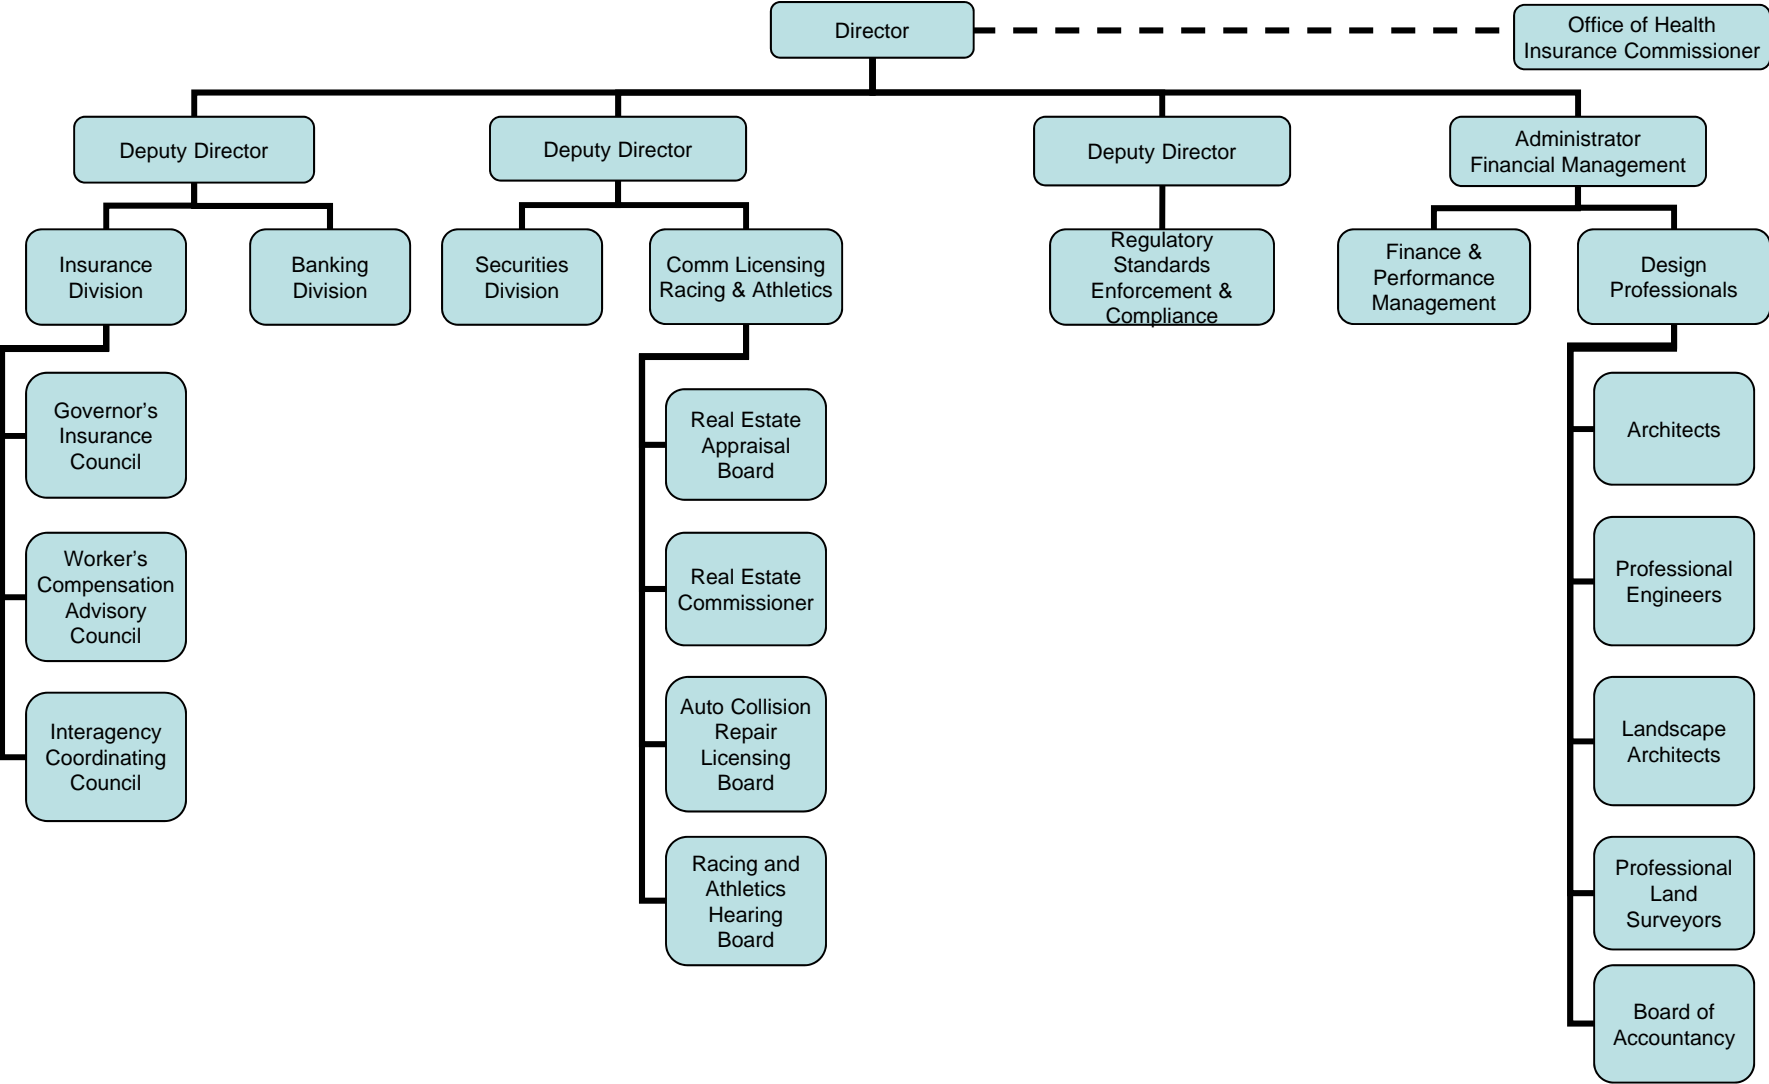 Director
Office of Health
Insurance Commissioner
Deputy Director
Deputy Director
Deputy Director
Administrator
Financial Management
Insurance
Division
Banking
Division
Securities
Division
Comm Licensing
Racing & Athletics
Regulatory
Standards
Enforcement &
Compliance
Finance &
Performance
Management
Design
Professionals
Governor’s
Insurance
Council
Worker’s
Compensation
Advisory
Council
Interagency
Coordinating
Council
Real Estate
Appraisal
Board
Real Estate
Commissioner
Auto Collision
Repair
Licensing
Board
Racing and
Athletics
Hearing
Board
Architects
Professional
Engineers
Landscape
Architects
Professional
Land
Surveyors
Board of
Accountancy